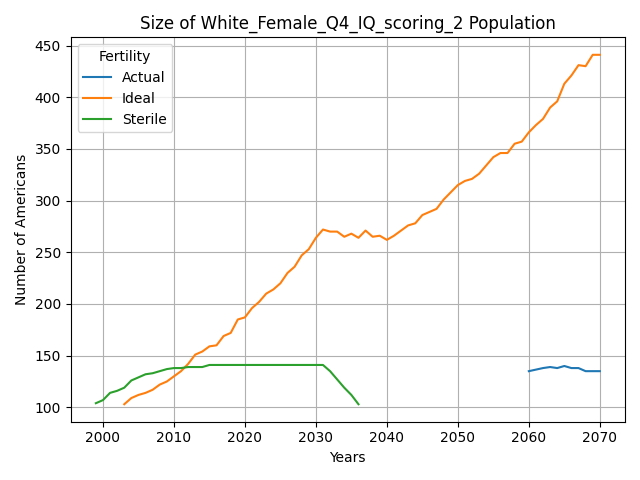 Size of White_Female_Q4_IQ_scoring_2 Population
Fertility
Actual
Ideal
Sterile
Number of Americans
450
400
350
300
250
200
150
100
2000 2010 2020 2030 2040 2050 2060 2070
Years